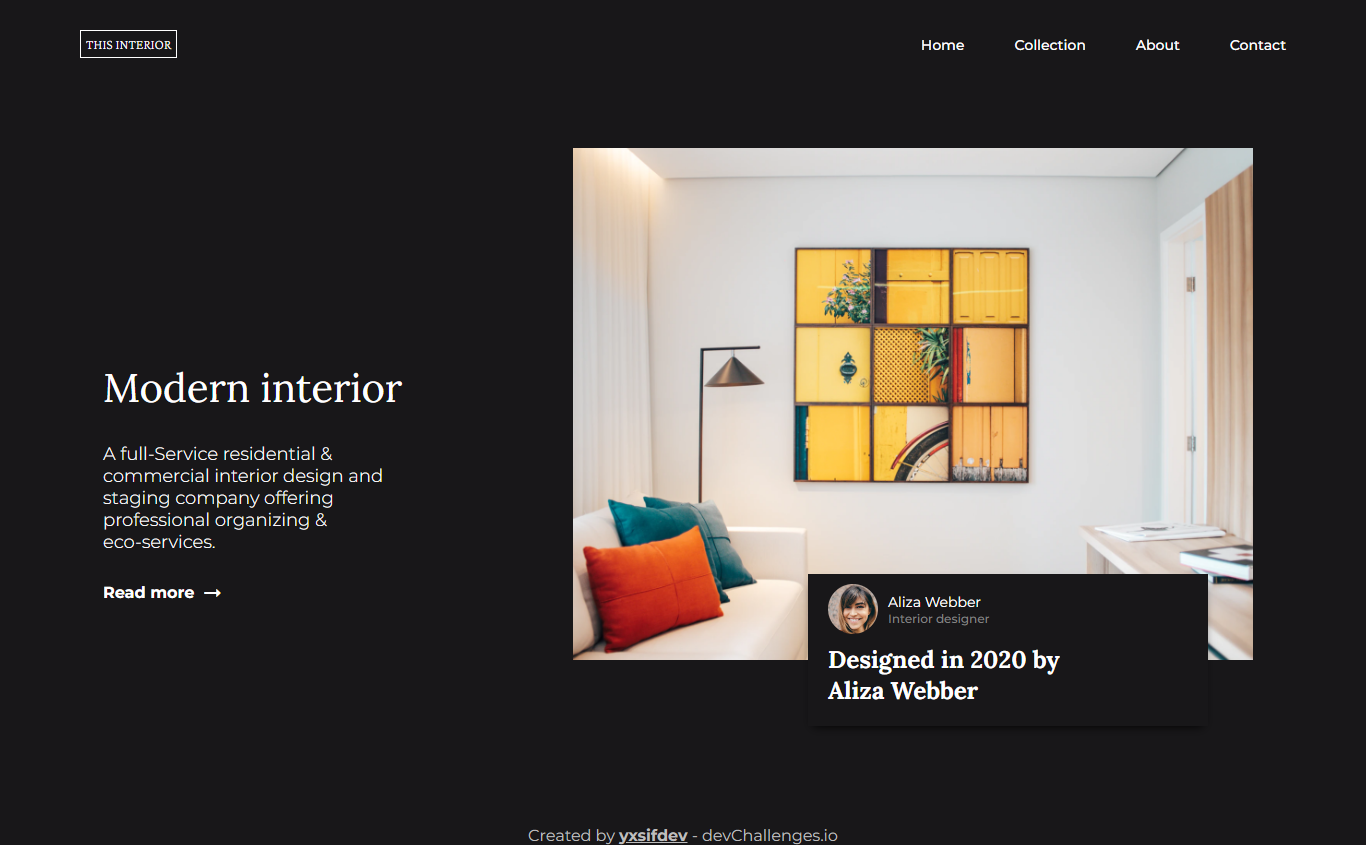 THIS INTERIOR
Home
Collection
About
Contact
Modern interior
A full-Service residential &
commercial interior design and
staging company offering
professional organizing &
eco-services.
Read more
Aliza Webber
Interior designer
Designed in 2020 by
Aliza Webber
Created by yxsifdev - devChallenges.io